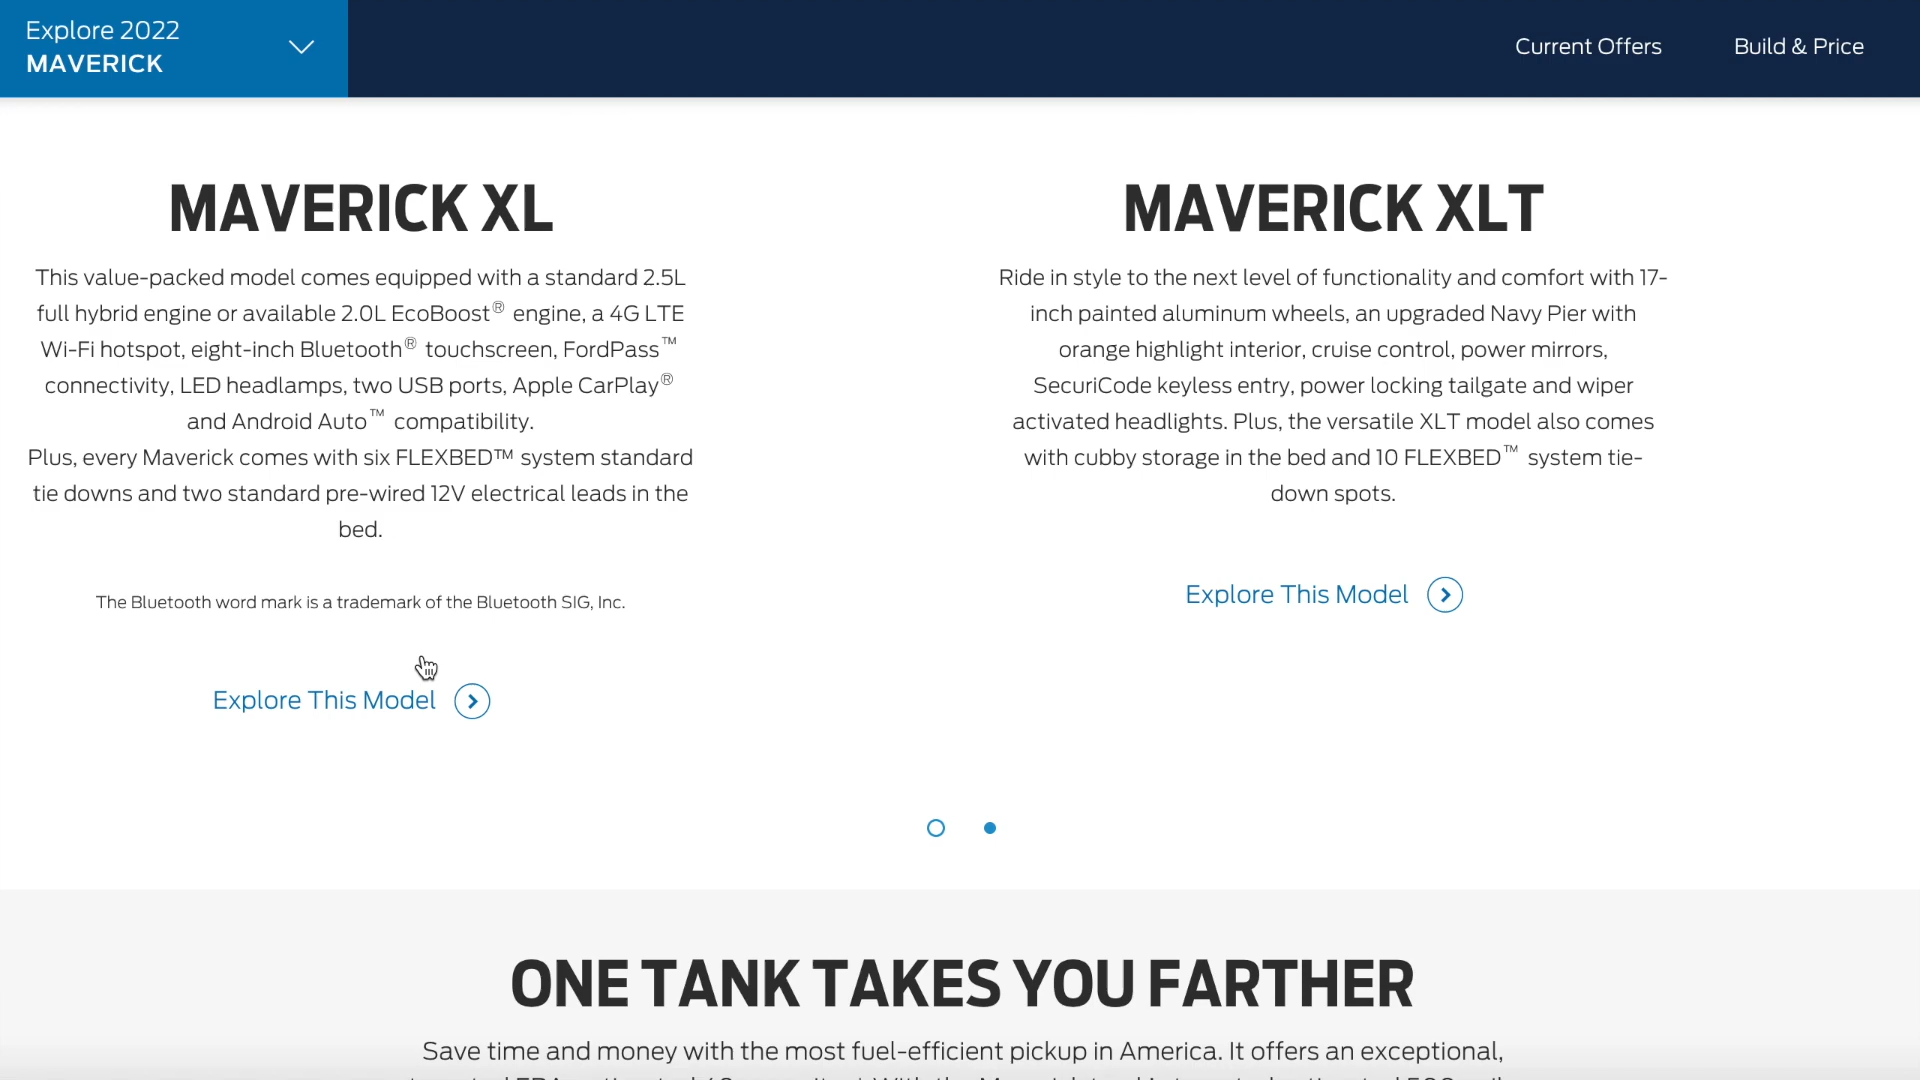 Explore 2022
MAVERICK
Current Offers
Build & Price
MAVERICK XL
This value-packed model comes equipped with a standard 2.5L
full hybrid engine or available 2.0L EcoBoost® engine, a 4G LTE
Wi-Fi hotspot, eight-inch Bluetooth® touchscreen, FordPass™
connectivity, LED headlamps, two USB ports, Apple CarPlay®
and Android Auto™ compatibility.
Plus, every Maverick comes with six FLEXBED™ system standard
tie downs and two standard pre-wired 12V electrical leads in the
bed.
The Bluetooth word mark is a trademark of the Bluetooth SIG, Inc.
Explore This Model
MAVERICK XLT
Ride in style to the next level of functionality and comfort with 17-
inch painted aluminum wheels, an upgraded Navy Pier with
orange highlight interior, cruise control, power mirrors,
SecuriCode keyless entry, power locking tailgate and wiper
activated headlights. Plus, the versatile XLT model also comes
with cubby storage in the bed and 10 FLEXBED™ system tie-
down spots.
Explore This Model
ONE TANK TAKES YOU FARTHER
Save time and money with the most fuel-efficient pickup in America. It offers an exceptional,